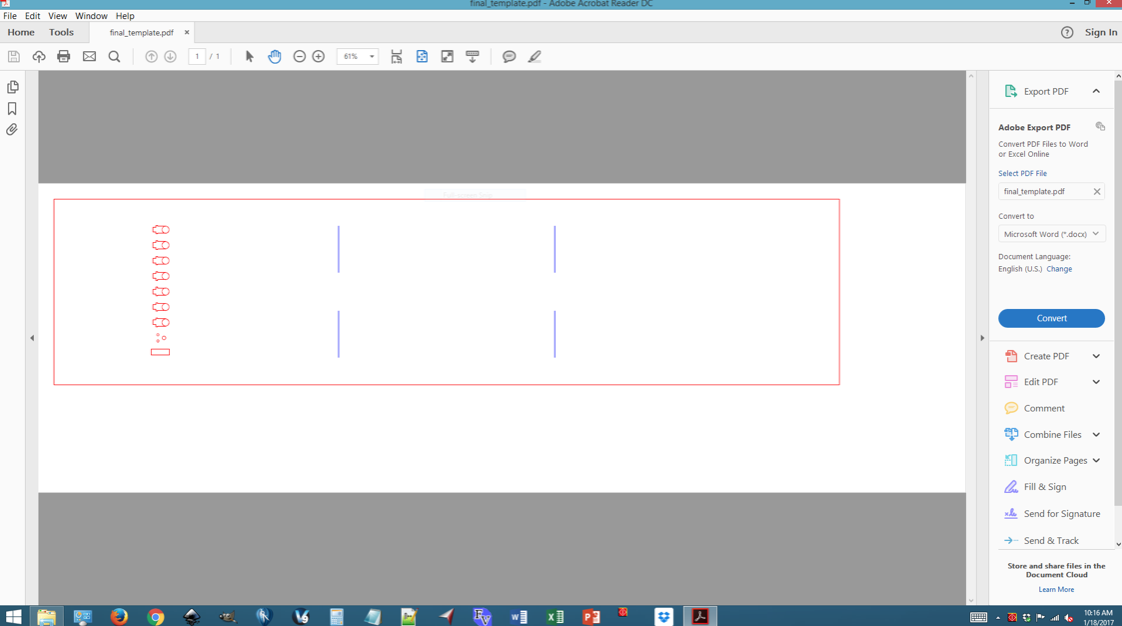 final_template.pdf - Adobe Acrobat Reader DC
File Edit View Window Help
Home Tools final_template.pdf × Sign In
1 / 1 61%
Export PDF
Adobe Export PDF
Convert PDF Files to Word
or Excel Online
Select PDF File
final_template.pdf
Convert to
Microsoft Word (*.docx)
Document Language:
English (U.S.) Change
Convert
Create PDF
Edit PDF
Comment
Combine Files
Organize Pages
Fill & Sign
Send for Signature
Send & Track
Store and share files in the
Document Cloud
Learn More
10:16 AM
1/18/2017